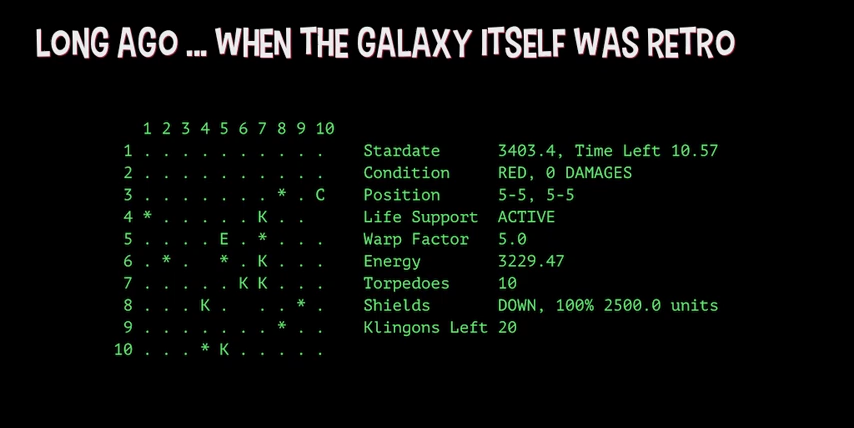 LONG AGO ... WHEN THE GALAXY ITSELF WAS RETRO
    1 2 3 4 5 6 7 8 9 10
 1  . . . . . . . . . .    Stardate      3403.4, Time Left 10.57
 2  . . . . . . . . . .    Condition     RED, 0 DAMAGES
 3  . . . . . . . * . C    Position      5-5, 5-5
 4  * . . . . . K . .      Life Support  ACTIVE
 5  . . . . E . * . . .    Warp Factor   5.0
 6  . * .   * . K . . .    Energy        3229.47
 7  . . . . . K K . . .    Torpedoes     10
 8  . . . K .   . . * .    Shields       DOWN, 100% 2500.0 units
 9  . . . . . . . * . .    Klingons Left 20
10  . . . * K . . . . .